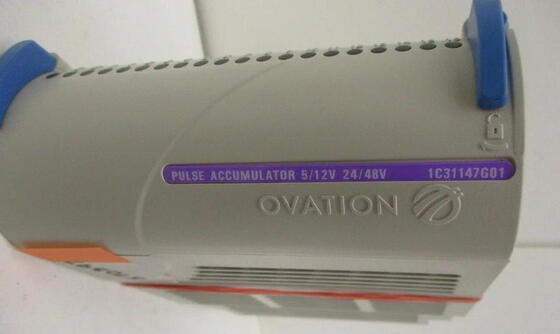 PULSE ACCUMULATOR 5/12V 24/48V 1C31147G01
OVATION